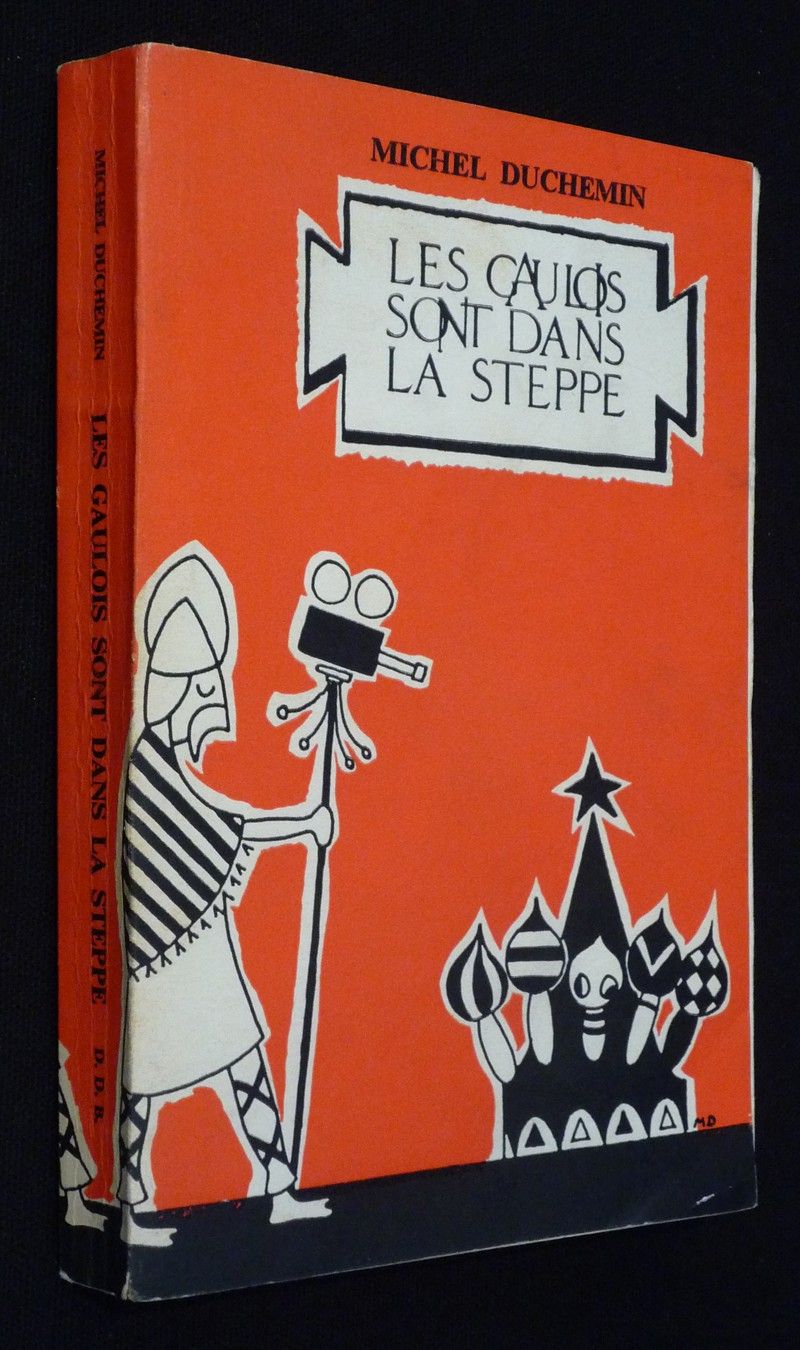 MICHEL DUCHEMIN
LES GAULOIS
SONT DANS
LA STEPPE
MD
MICHEL DUCHEMIN LES GAULOIS SONT DANS LA STEPPE D. D. B.